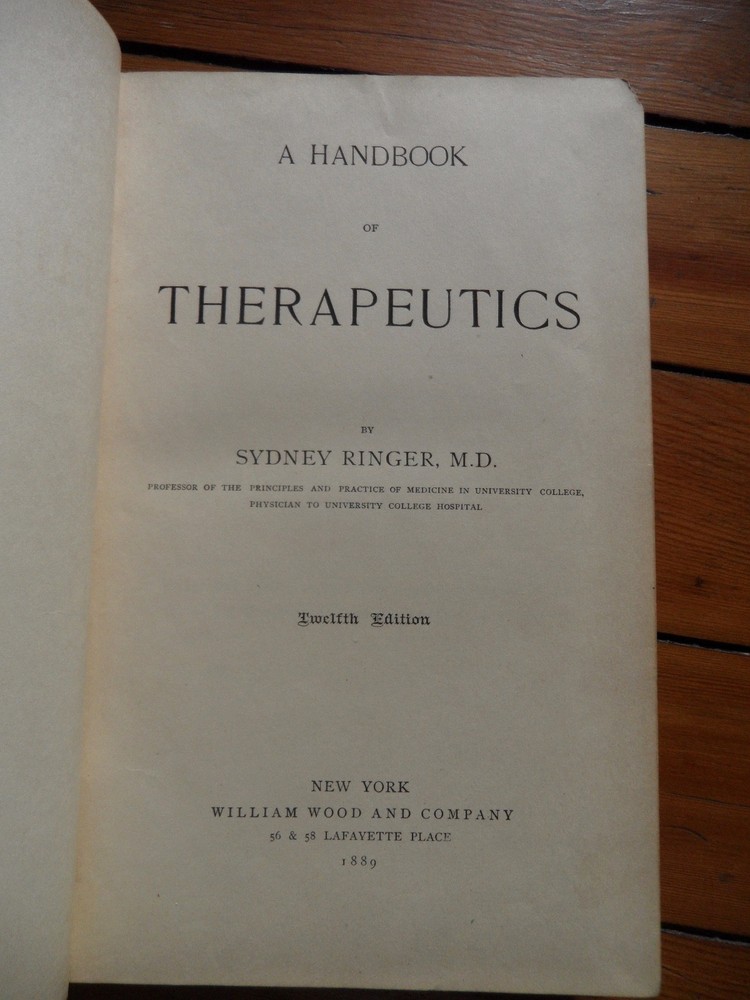 A HANDBOOK
OF
THERAPEUTICS
BY
SYDNEY RINGER, M.D.
PROFESSOR OF THE PRINCIPLES AND PRACTICE OF MEDICINE IN UNIVERSITY COLLEGE,
PHYSICIAN TO UNIVERSITY COLLEGE HOSPITAL
Twelfth Edition
NEW YORK
WILLIAM WOOD AND COMPANY
56 & 58 LAFAYETTE PLACE
1889